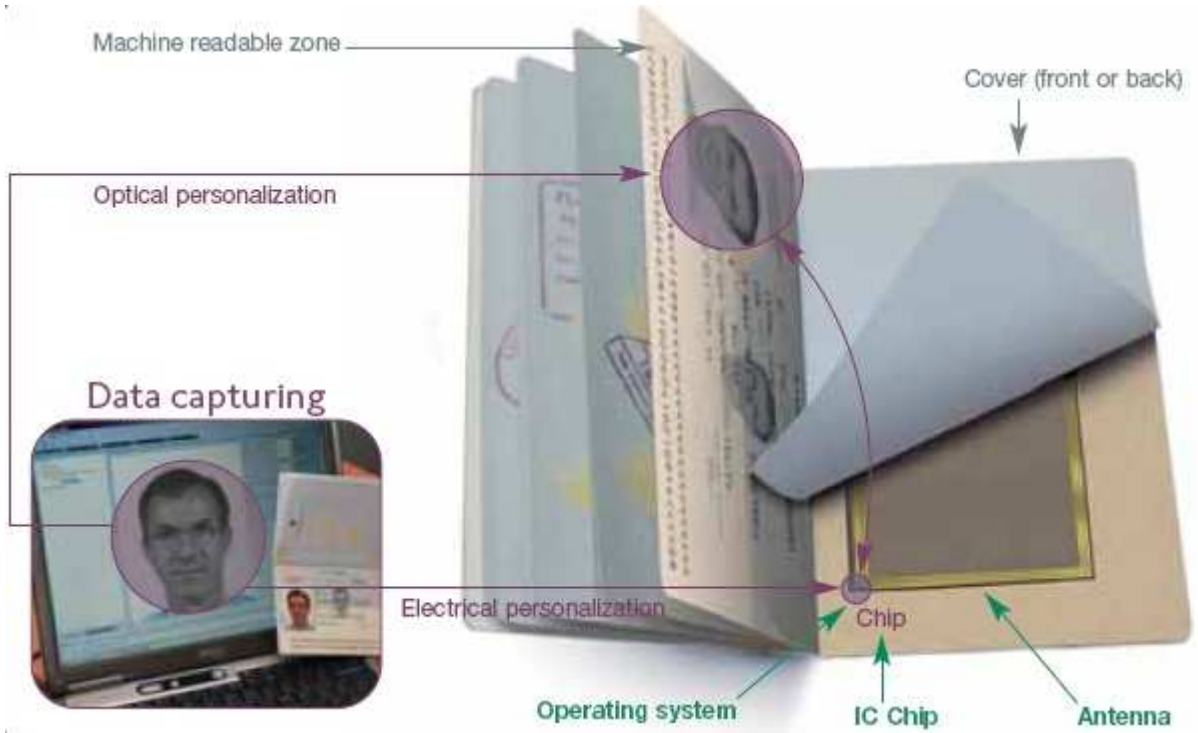 Machine readable zone
Cover (front or back)
Optical personalization
Data capturing
Electrical personalization
Chip
Operating system
IC Chip
Antenna